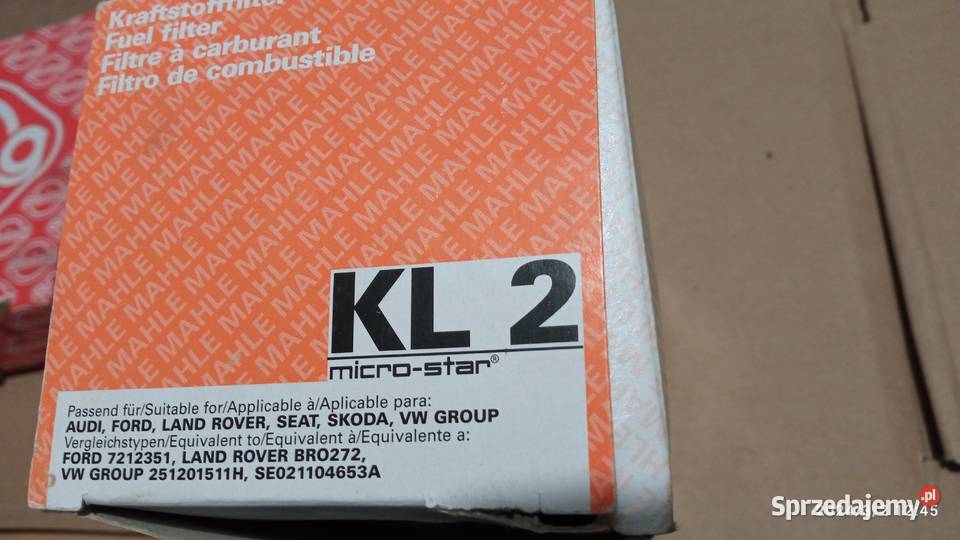 Kraftstofffilter
Fuel filter
Filtre à carburant
Filtro de combustible
KL 2
micro-star®
Passend für/Suitable for/Applicable à/Aplicable para:
AUDI, FORD, LAND ROVER, SEAT, SKODA, VW GROUP
Vergleichstypen/Equivalent to/Equivalent à/Equivalente a:
FORD 7212351, LAND ROVER BRO272,
VW GROUP 251201511H, SE021104653A
MAHLE
Sprzedajemy.pl